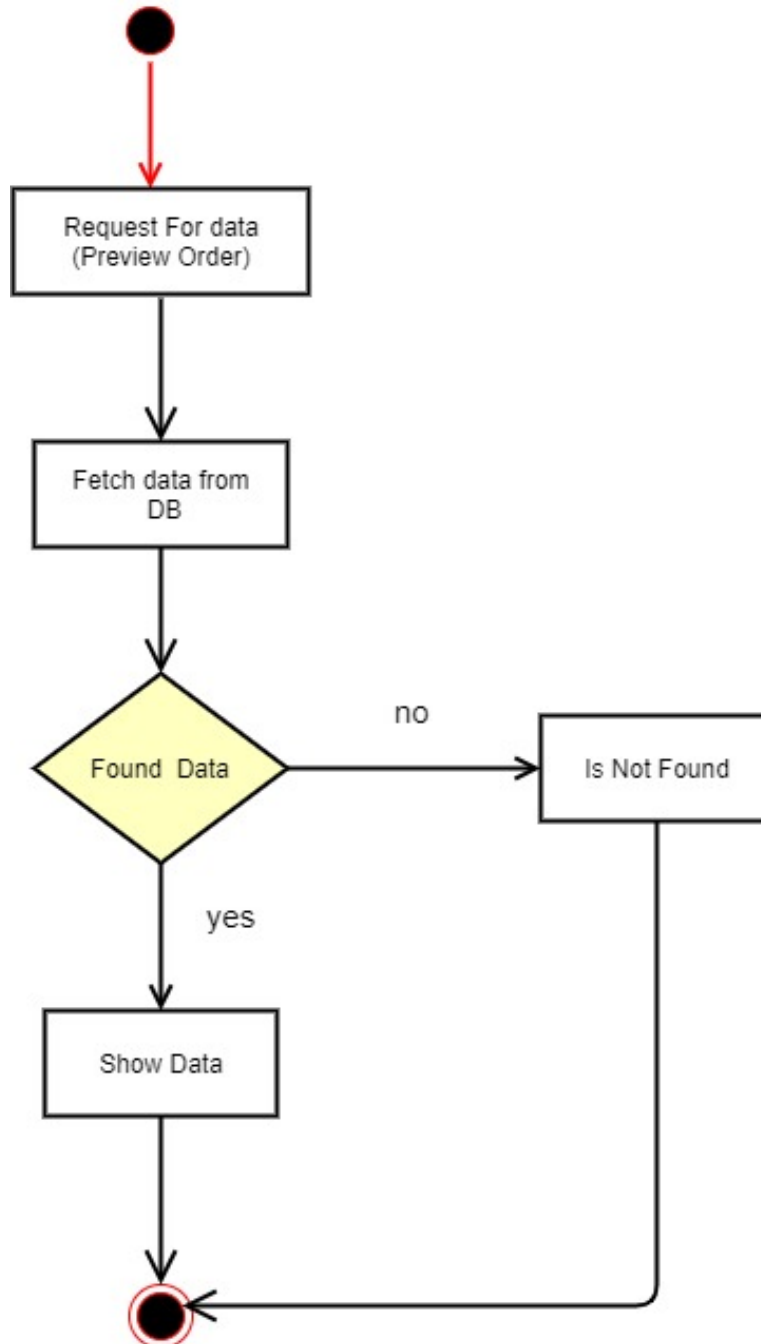 Request For data
(Preview Order)
Fetch data from
DB
Found Data
no
Is Not Found
yes
Show Data